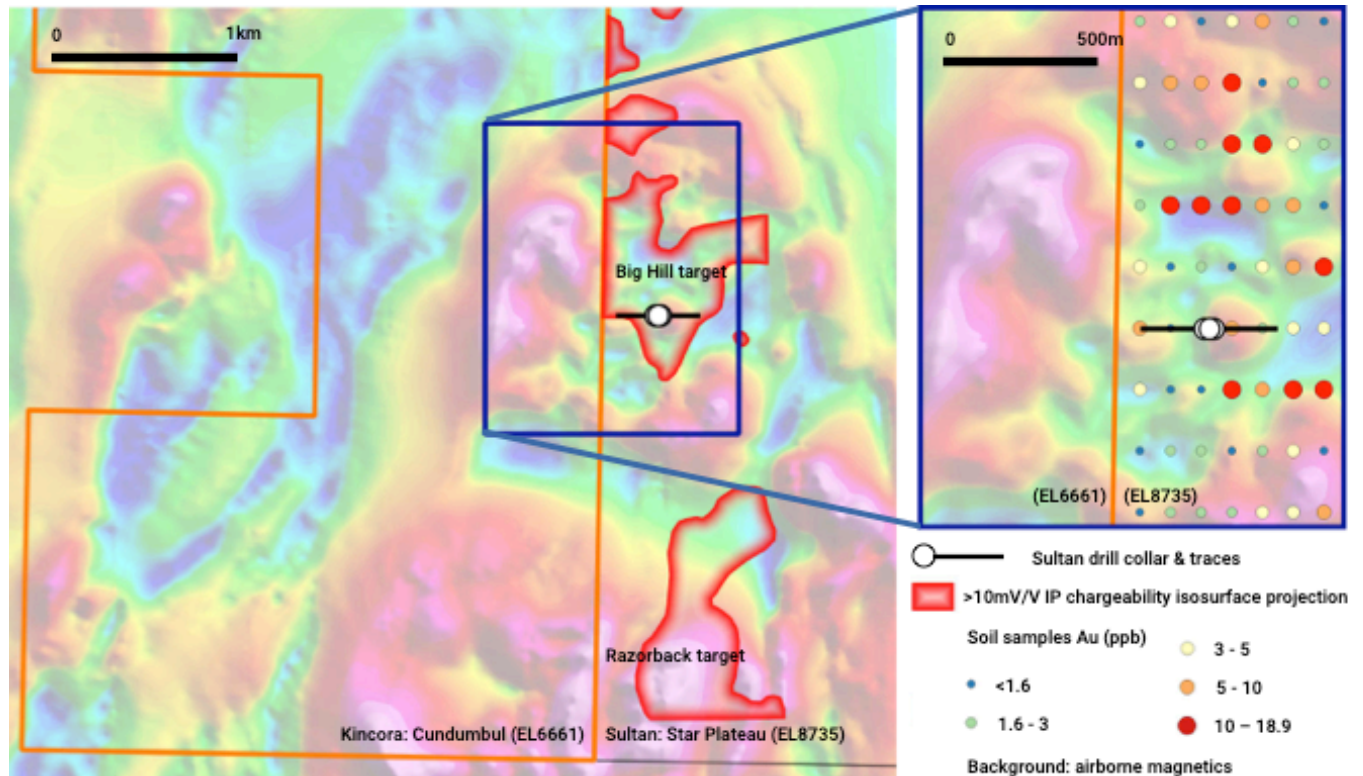 0 1km
0 500m
Big Hill target
(EL6661) (EL8735)
Razorback target
Kincora: Cundumbul (EL6661) Sultan: Star Plateau (EL8735)
Sultan drill collar & traces
>10mV/V IP chargeability isosurface projection
Soil samples Au (ppb)
<1.6
1.6 - 3
3 - 5
5 - 10
10 – 18.9
Background: airborne magnetics